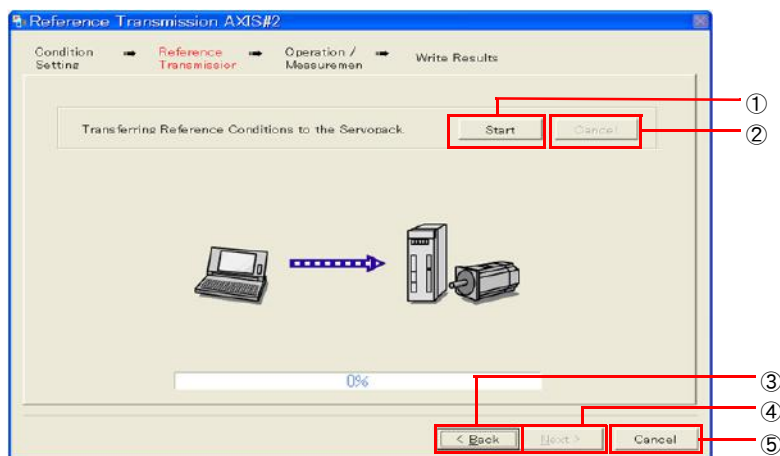 Reference Transmission AXIS#2
Condition Setting ➡ Reference Transmission ➡ Operation / Measuremen ➡ Write Results
Transferring Reference Conditions to the Servopack.
Start
Cancel
①
②
0%
③
④
< Back
Next >
Cancel
⑤